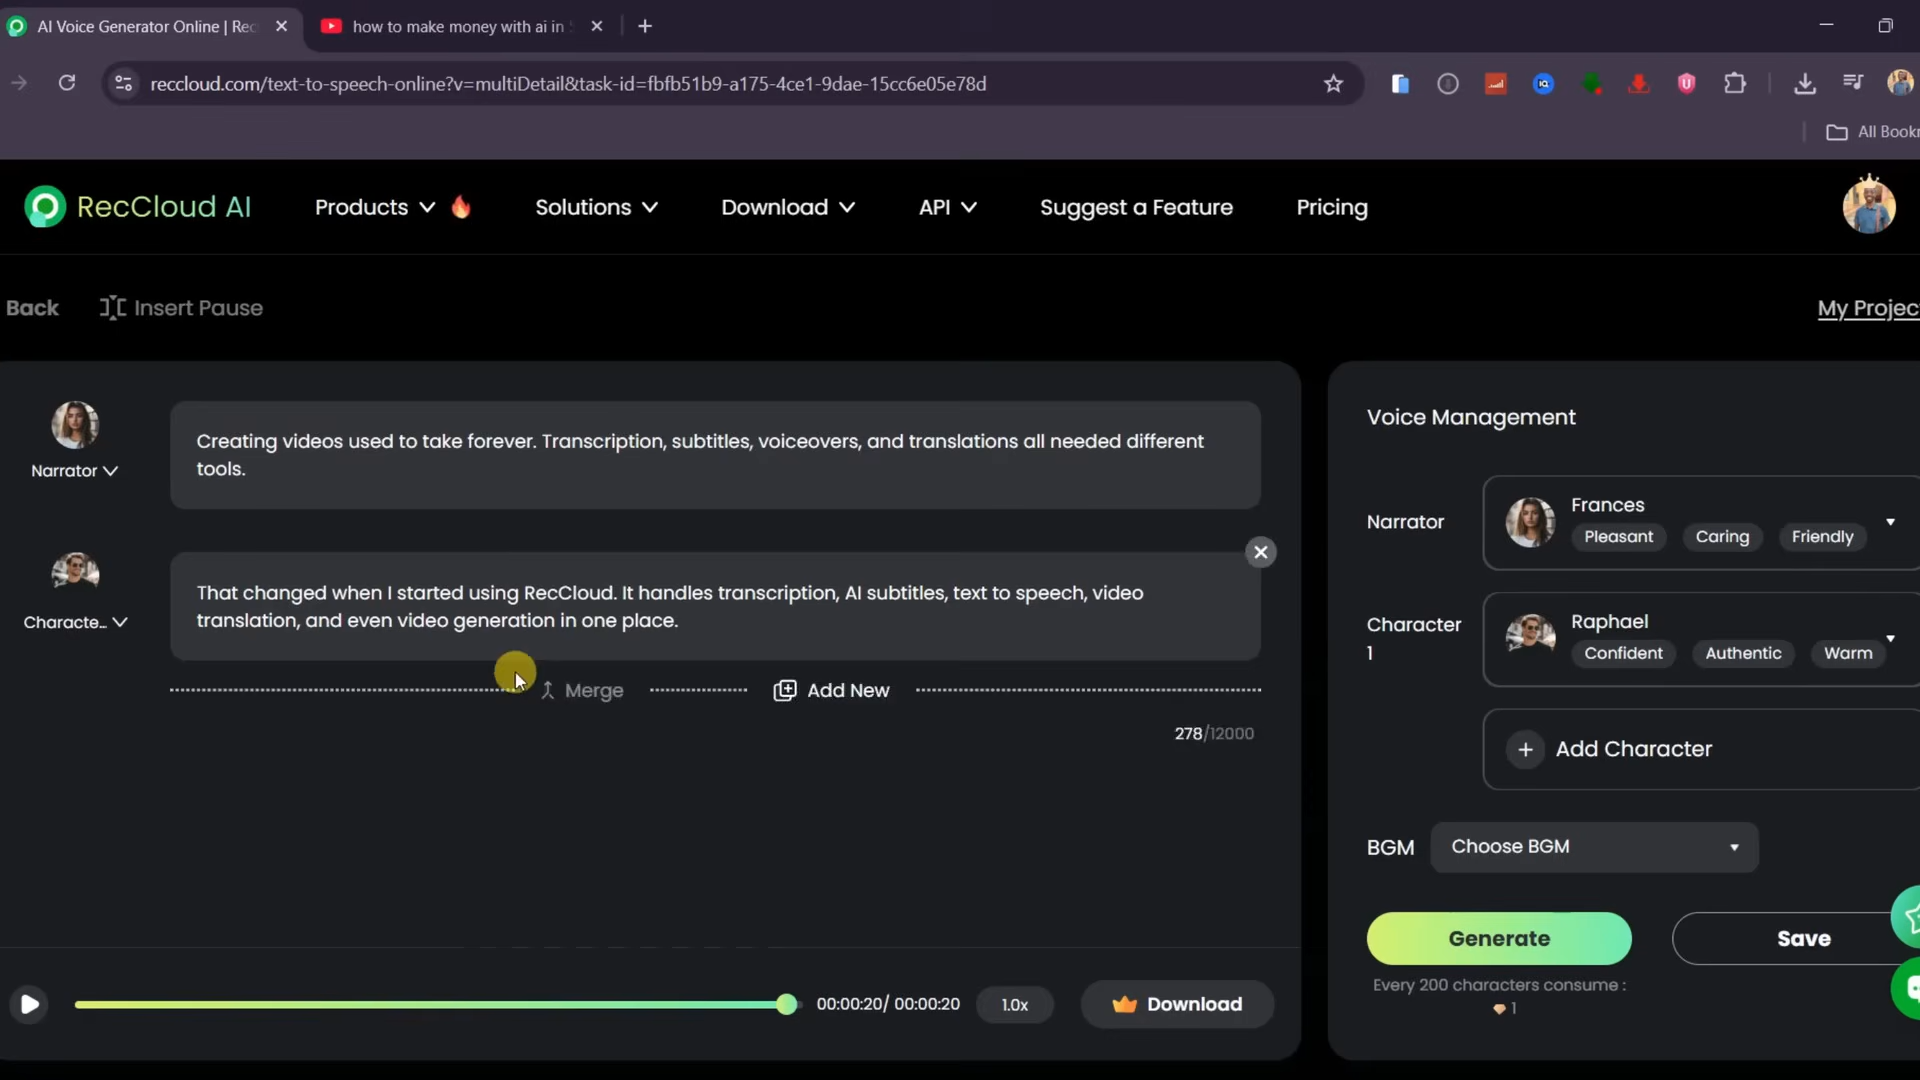 AI Voice Generator Online | Rec
how to make money with ai in
reccloud.com/text-to-speech-online?v=multiDetail&task-id=fbfb51b9-a175-4ce1-9dae-15cc6e05e78d
All Bookr
RecCloud AI
Products
Solutions
Download
API
Suggest a Feature
Pricing
Back
Insert Pause
My Projec
Narrator
Creating videos used to take forever. Transcription, subtitles, voiceovers, and translations all needed different
tools.
Characte..
That changed when I started using RecCloud. It handles transcription, AI subtitles, text to speech, video
translation, and even video generation in one place.
Merge
Add New
278/12000
Voice Management
Narrator
Frances
Pleasant
Caring
Friendly
Character
1
Raphael
Confident
Authentic
Warm
Add Character
BGM
Choose BGM
Generate
Save
Every 200 characters consume :
1
00:00:20/ 00:00:20
1.0x
Download